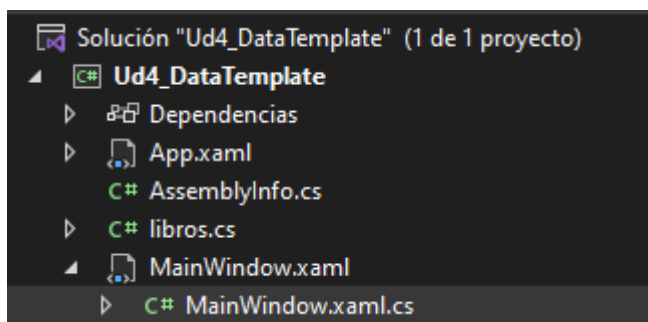 Solución "Ud4_DataTemplate" (1 de 1 proyecto)
C# Ud4_DataTemplate
Dependencias
App.xaml
C# AssemblyInfo.cs
C# libros.cs
MainWindow.xaml
C# MainWindow.xaml.cs